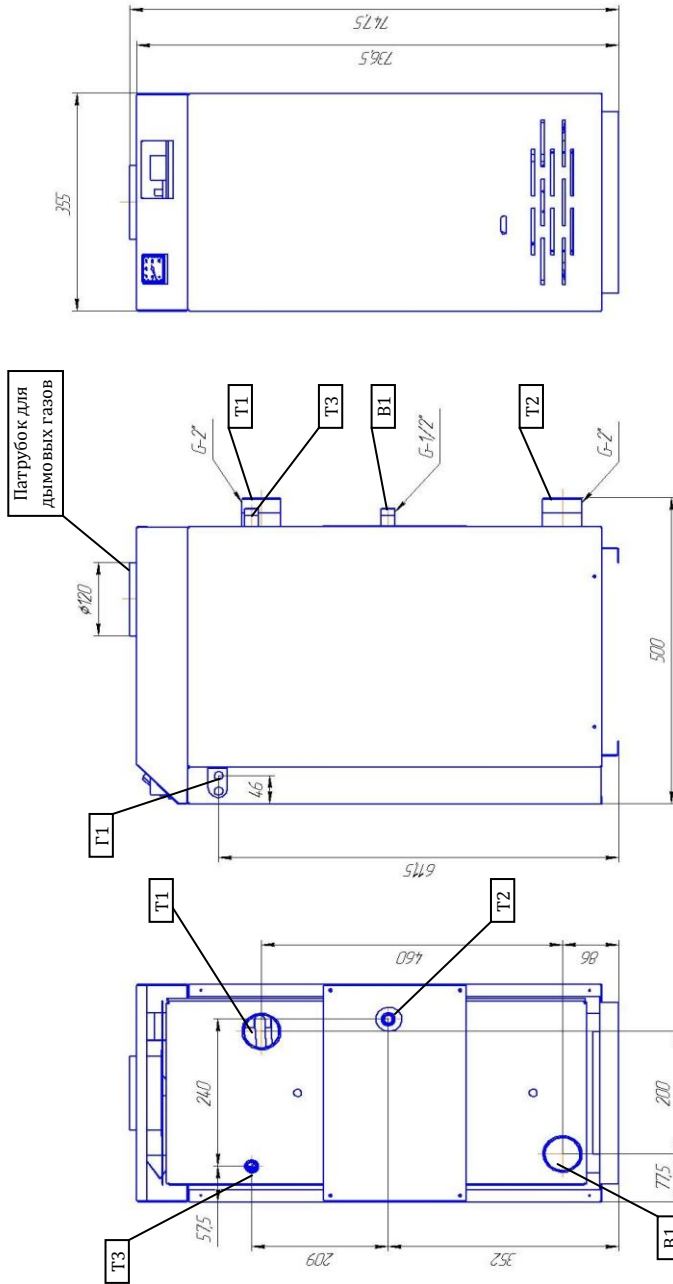 747,5
736,5
355
Патрубок для
дымовых газов
Т1
Т3
В1
Т2
G-2"
G-1/2"
G-2"
ø120
500
46
Г1
611,5
Т1
Т2
460
86
240
200
57,5
77,5
209
352
Т3
В1